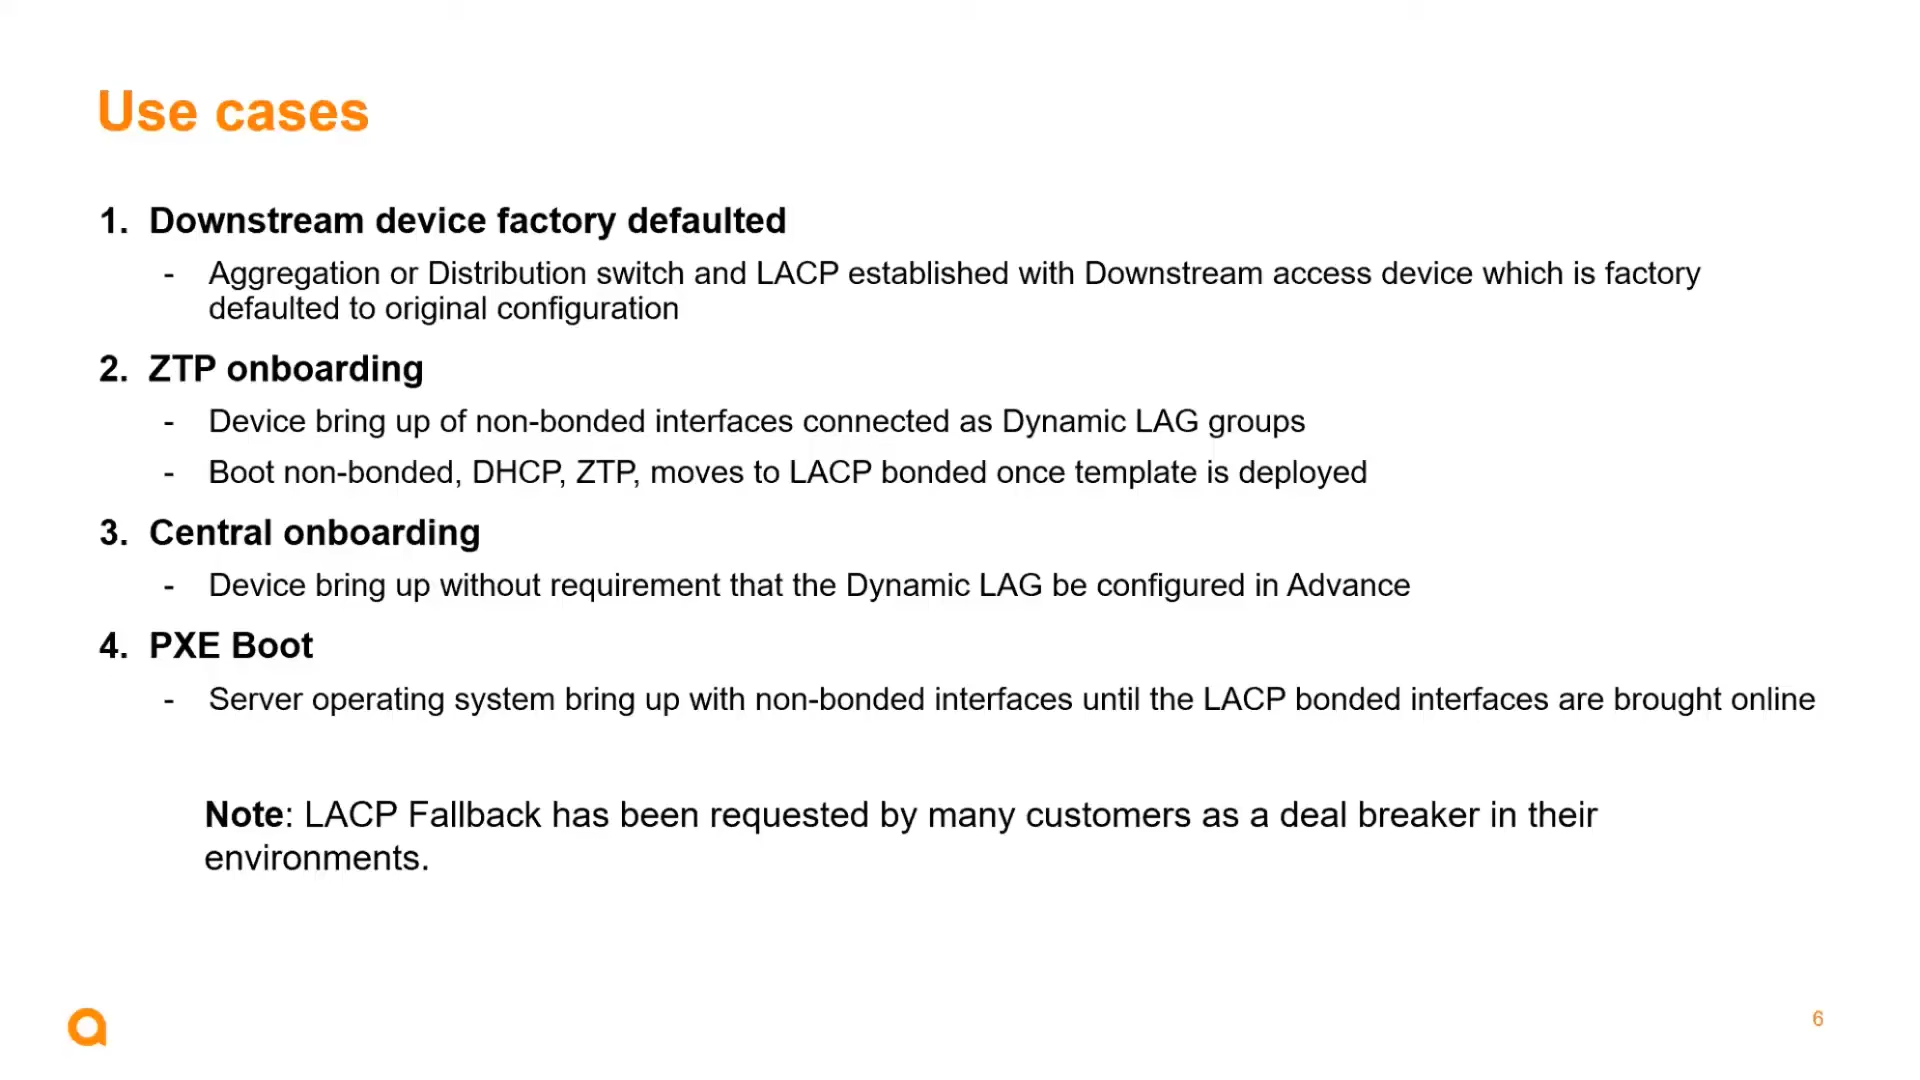 Use cases
1. Downstream device factory defaulted
- Aggregation or Distribution switch and LACP established with Downstream access device which is factory
defaulted to original configuration
2. ZTP onboarding
- Device bring up of non-bonded interfaces connected as Dynamic LAG groups
- Boot non-bonded, DHCP, ZTP, moves to LACP bonded once template is deployed
3. Central onboarding
- Device bring up without requirement that the Dynamic LAG be configured in Advance
4. PXE Boot
- Server operating system bring up with non-bonded interfaces until the LACP bonded interfaces are brought online
Note: LACP Fallback has been requested by many customers as a deal breaker in their
environments.
6